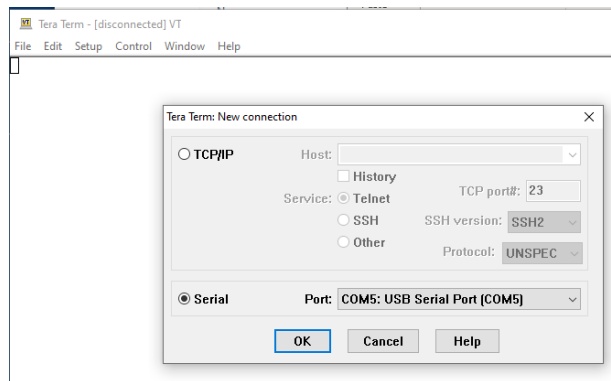 Tera Term - [disconnected] VT
File Edit Setup Control Window Help
Tera Term: New connection
TCP/IP Host:
History
Service: Telnet TCP port#: 23
SSH SSH version: SSH2
Other Protocol: UNSPEC
Serial Port: COM5: USB Serial Port (COM5)
OK Cancel Help